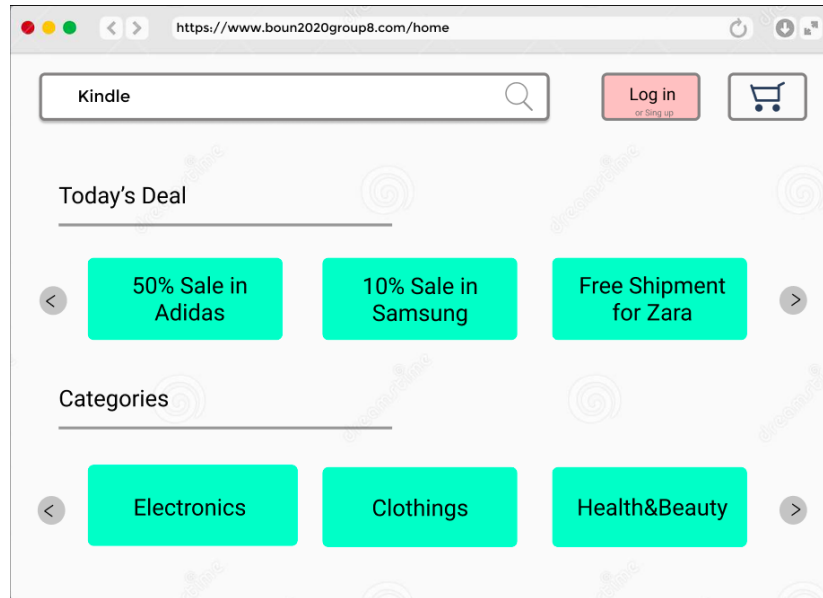 https://www.boun2020group8.com/home
Kindle
Log in
or Sing up
Today's Deal
50% Sale in
Adidas
10% Sale in
Samsung
Free Shipment
for Zara
Categories
Electronics
Clothings
Health&Beauty
dreamstime